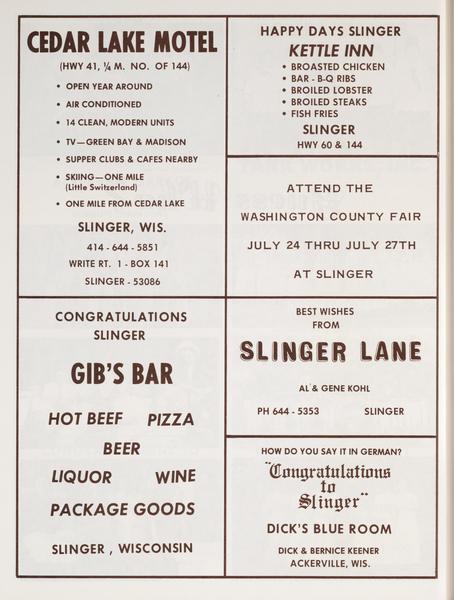 CEDAR LAKE MOTEL
(HWY 41, ¼ M. NO. OF 144)
• OPEN YEAR AROUND
• AIR CONDITIONED
• 14 CLEAN, MODERN UNITS
• TV—GREEN BAY & MADISON
• SUPPER CLUBS & CAFES NEARBY
• SKIING—ONE MILE
(Little Switzerland)
• ONE MILE FROM CEDAR LAKE
SLINGER, WIS.
414 - 644 - 5851
WRITE RT. 1 - BOX 141
SLINGER - 53086
CONGRATULATIONS
SLINGER
GIB'S BAR
HOT BEEF PIZZA
BEER
LIQUOR WINE
PACKAGE GOODS
SLINGER , WISCONSIN
HAPPY DAYS SLINGER
KETTLE INN
• BROASTED CHICKEN
• BAR - B-Q RIBS
• BROILED LOBSTER
• BROILED STEAKS
• FISH FRIES
SLINGER
HWY 60 & 144
ATTEND THE
WASHINGTON COUNTY FAIR
JULY 24 THRU JULY 27TH
AT SLINGER
BEST WISHES
FROM
SLINGER LANE
AL & GENE KOHL
PH 644 - 5353 SLINGER
HOW DO YOU SAY IT IN GERMAN?
"Congratulations
to
Slinger"
DICK'S BLUE ROOM
DICK & BERNICE KEENER
ACKERVILLE, WIS.